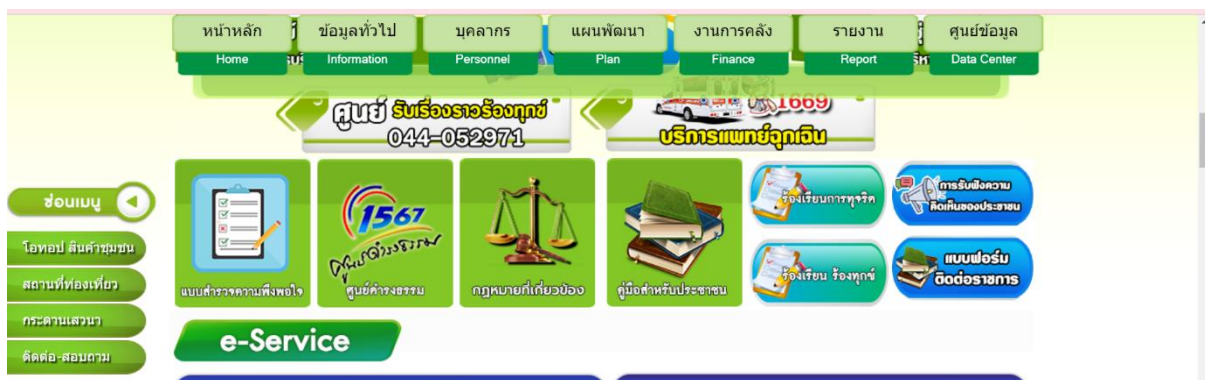 หน้าหลัก
Home
ข้อมูลทั่วไป
Information
บุคลากร
Personnel
แผนพัฒนา
Plan
งานการคลัง
Finance
รายงาน
Report
ศูนย์ข้อมูล
Data Center
ศูนย์ รับเรื่องราวร้องทุกข์
044-052971
1669
บริการแพทย์ฉุกเฉิน
ซ่อนเมนู
โอทอป สินค้าชุมชน
สถานที่ท่องเที่ยว
กระดานเสวนา
ติดต่อ-สอบถาม
แบบสำรวจความพึงพอใจ
1567
ศูนย์ดำรงธรรม
ศูนย์ดำรงธรรม
กฎหมายที่เกี่ยวข้อง
คู่มือสำหรับประชาชน
ร้องเรียนการทุจริต
การรับฟังความ
คิดเห็นของประชาชน
ร้องเรียน ร้องทุกข์
แบบฟอร์ม
ติดต่อราชการ
e-Service